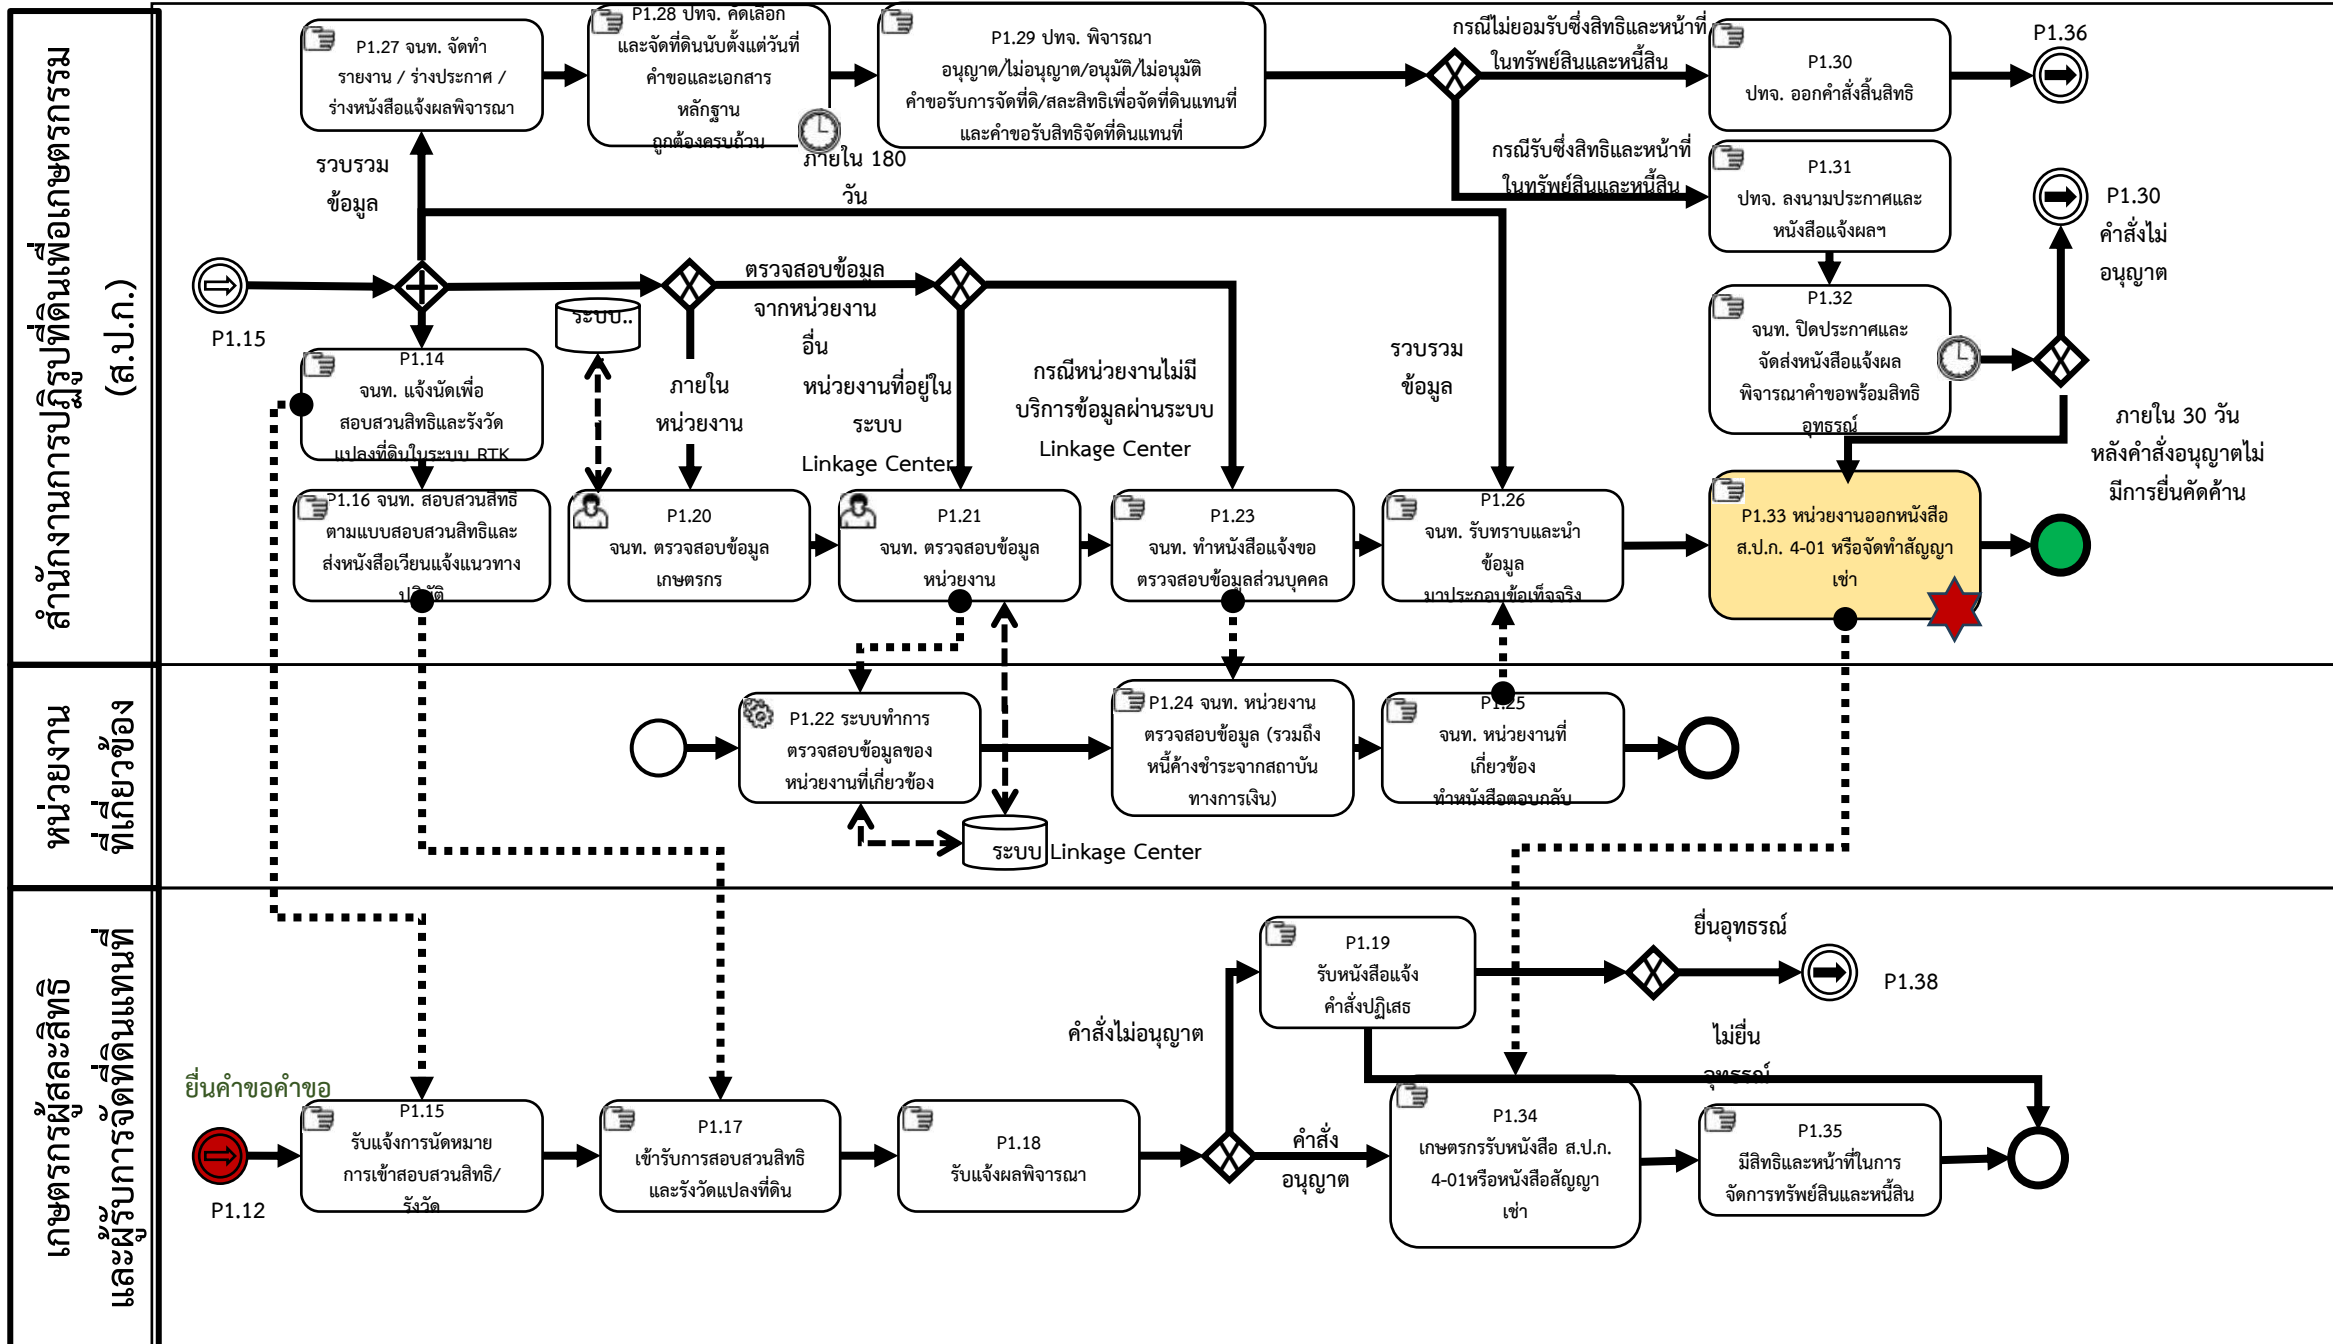 สำนักงานการปฏิรูปที่ดินเพื่อเกษตรกรรม
(ส.ป.ก.)
P1.27 จนท. จัดทำ
รายงาน / ร่างประกาศ /
ร่างหนังสือแจ้งผลพิจารณา
P1.28 ปทจ. คัดเลือก
และจัดที่ดินนับตั้งแต่วันที่
คำขอและเอกสาร
หลักฐาน
ถูกต้องครบถ้วน
ภายใน 180
วัน
P1.29 ปทจ. พิจารณา
อนุญาต/ไม่อนุญาต/อนุมัติ/ไม่อนุมัติ
คำขอรับการจัดที่ดิ/สละสิทธิเพื่อจัดที่ดินแทนที่
และคำขอรับสิทธิจัดที่ดินแทนที่
กรณีไม่ยอมรับซึ่งสิทธิและหน้าที่
ในทรัพย์สินและหนี้สิน
P1.30
ปทจ. ออกคำสั่งสิ้นสิทธิ
P1.36
กรณีรับซึ่งสิทธิและหน้าที่
ในทรัพย์สินและหนี้สิน
P1.31
ปทจ. ลงนามประกาศและ
หนังสือแจ้งผลฯ
P1.30
คำสั่งไม่
อนุญาต
รวบรวม
ข้อมูล
P1.15
ระบบ..
ตรวจสอบข้อมูล
จากหน่วยงาน
อื่น
P1.32
จนท. ปิดประกาศและ
จัดส่งหนังสือแจ้งผล
พิจารณาคำขอพร้อมสิทธิ
อุทธรณ์
P1.14
จนท. แจ้งนัดเพื่อ
สอบสวนสิทธิและรังวัด
แปลงที่ดินในระบบ RTK
ภายใน
หน่วยงาน
หน่วยงานที่อยู่ใน
ระบบ
Linkage Center
กรณีหน่วยงานไม่มี
บริการข้อมูลผ่านระบบ
Linkage Center
รวบรวม
ข้อมูล
ภายใน 30 วัน
หลังคำสั่งอนุญาตไม่
มีการยื่นคัดค้าน
P1.16 จนท. สอบสวนสิทธิ
ตามแบบสอบสวนสิทธิและ
ส่งหนังสือเวียนแจ้งแนวทาง
ปฏิบัติ
P1.20
จนท. ตรวจสอบข้อมูล
เกษตรกร
P1.21
จนท. ตรวจสอบข้อมูล
หน่วยงาน
P1.23
จนท. ทำหนังสือแจ้งขอ
ตรวจสอบข้อมูลส่วนบุคคล
P1.26
จนท. รับทราบและนำ
ข้อมูล
มาประกอบข้อเท็จจริง
P1.33 หน่วยงานออกหนังสือ
ส.ป.ก. 4-01 หรือจัดทำสัญญา
เช่า
หน่วยงาน
ที่เกี่ยวข้อง
P1.22 ระบบทำการ
ตรวจสอบข้อมูลของ
หน่วยงานที่เกี่ยวข้อง
P1.24 จนท. หน่วยงาน
ตรวจสอบข้อมูล (รวมถึง
หนี้ค้างชำระจากสถาบัน
ทางการเงิน)
P1.25
จนท. หน่วยงานที่
เกี่ยวข้อง
ทำหนังสือตอบกลับ
ระบบ Linkage Center
เกษตรกรผู้สละสิทธิ
และผู้รับการจัดที่ดินแทนที่
P1.19
รับหนังสือแจ้ง
คำสั่งปฏิเสธ
ยื่นอุทธรณ์
P1.38
คำสั่งไม่อนุญาต
ไม่ยื่น
อุทธรณ์
ยื่นคำขอคำขอ
P1.12
P1.15
รับแจ้งการนัดหมาย
การเข้าสอบสวนสิทธิ/
รังวัด
P1.17
เข้ารับการสอบสวนสิทธิ
และรังวัดแปลงที่ดิน
P1.18
รับแจ้งผลพิจารณา
คำสั่ง
อนุญาต
P1.34
เกษตรกรรับหนังสือ ส.ป.ก.
4-01หรือหนังสือสัญญา
เช่า
P1.35
มีสิทธิและหน้าที่ในการ
จัดการทรัพย์สินและหนี้สิน